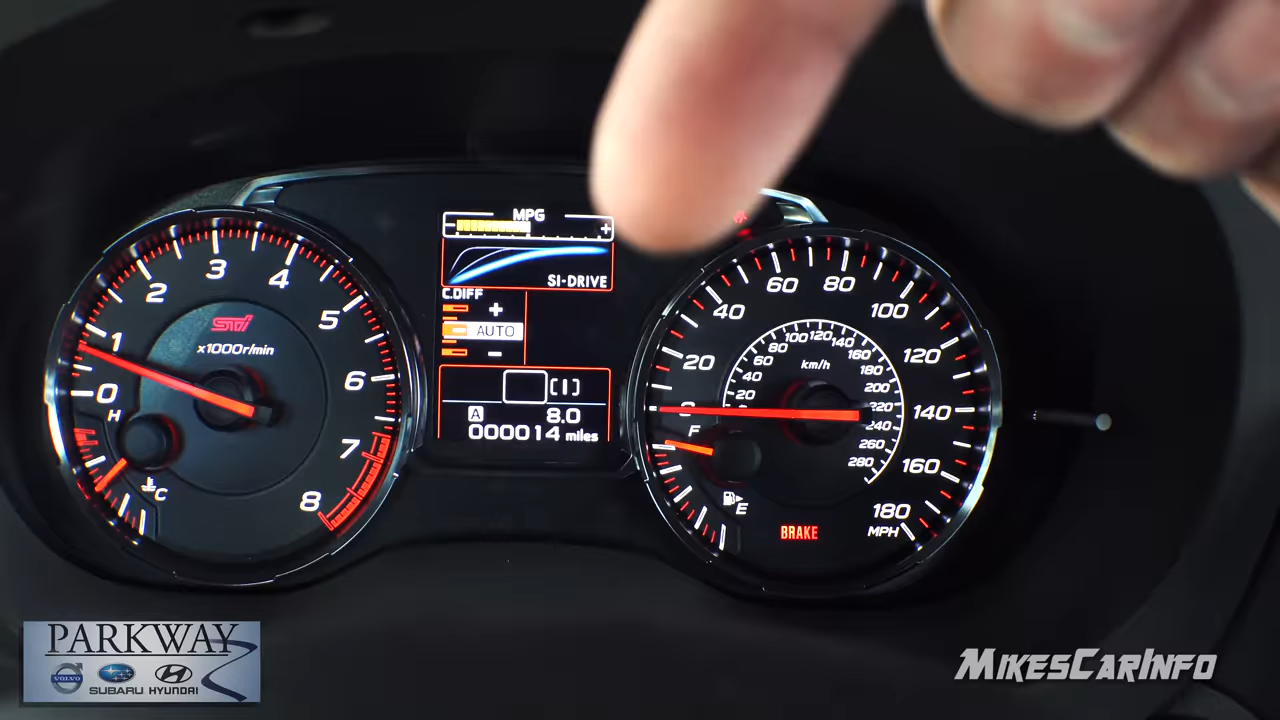 MPG
- +
SI-DRIVE
C.DIFF
+
AUTO
-
[ I ]
A 8.0
000014 miles
0 1 2 3 4 5 6 7 8
STI
x1000r/min
H
C
20 40 60 80 100 120 140 160 180
MPH
km/h
20 40 60 80 100 120 140 160 180 200 220 240 260 280
F
E
BRAKE
PARKWAY
VOLVO SUBARU HYUNDAI
MIKESCARINFO